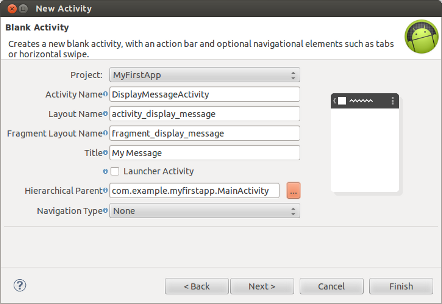 New Activity
Blank Activity
Creates a new blank activity, with an action bar and optional navigational elements such as tabs
or horizontal swipe.
Project: MyFirstApp
Activity Name DisplayMessageActivity
Layout Name activity_display_message
Fragment Layout Name fragment_display_message
Title My Message
Launcher Activity
Hierarchical Parent com.example.myfirstapp.MainActivity ...
Navigation Type None
? < Back Next > Cancel Finish